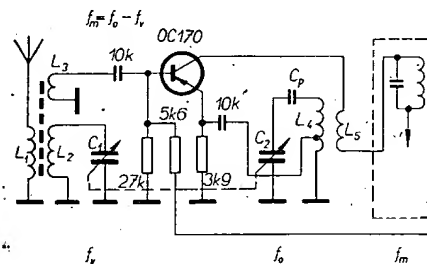 fm = fo - fv
OC170
L3
10k
10k
Cp
5k6
L1
L2
C1
C2
L4
L5
27k
3k9
fv
fo
fm